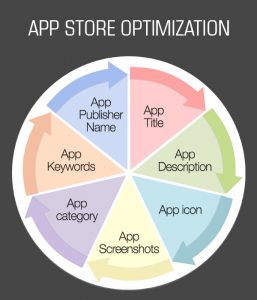 APP STORE OPTIMIZATION
App
Publisher
Name
App
Title
App
Description
App icon
App
Screenshots
App
category
App
Keywords